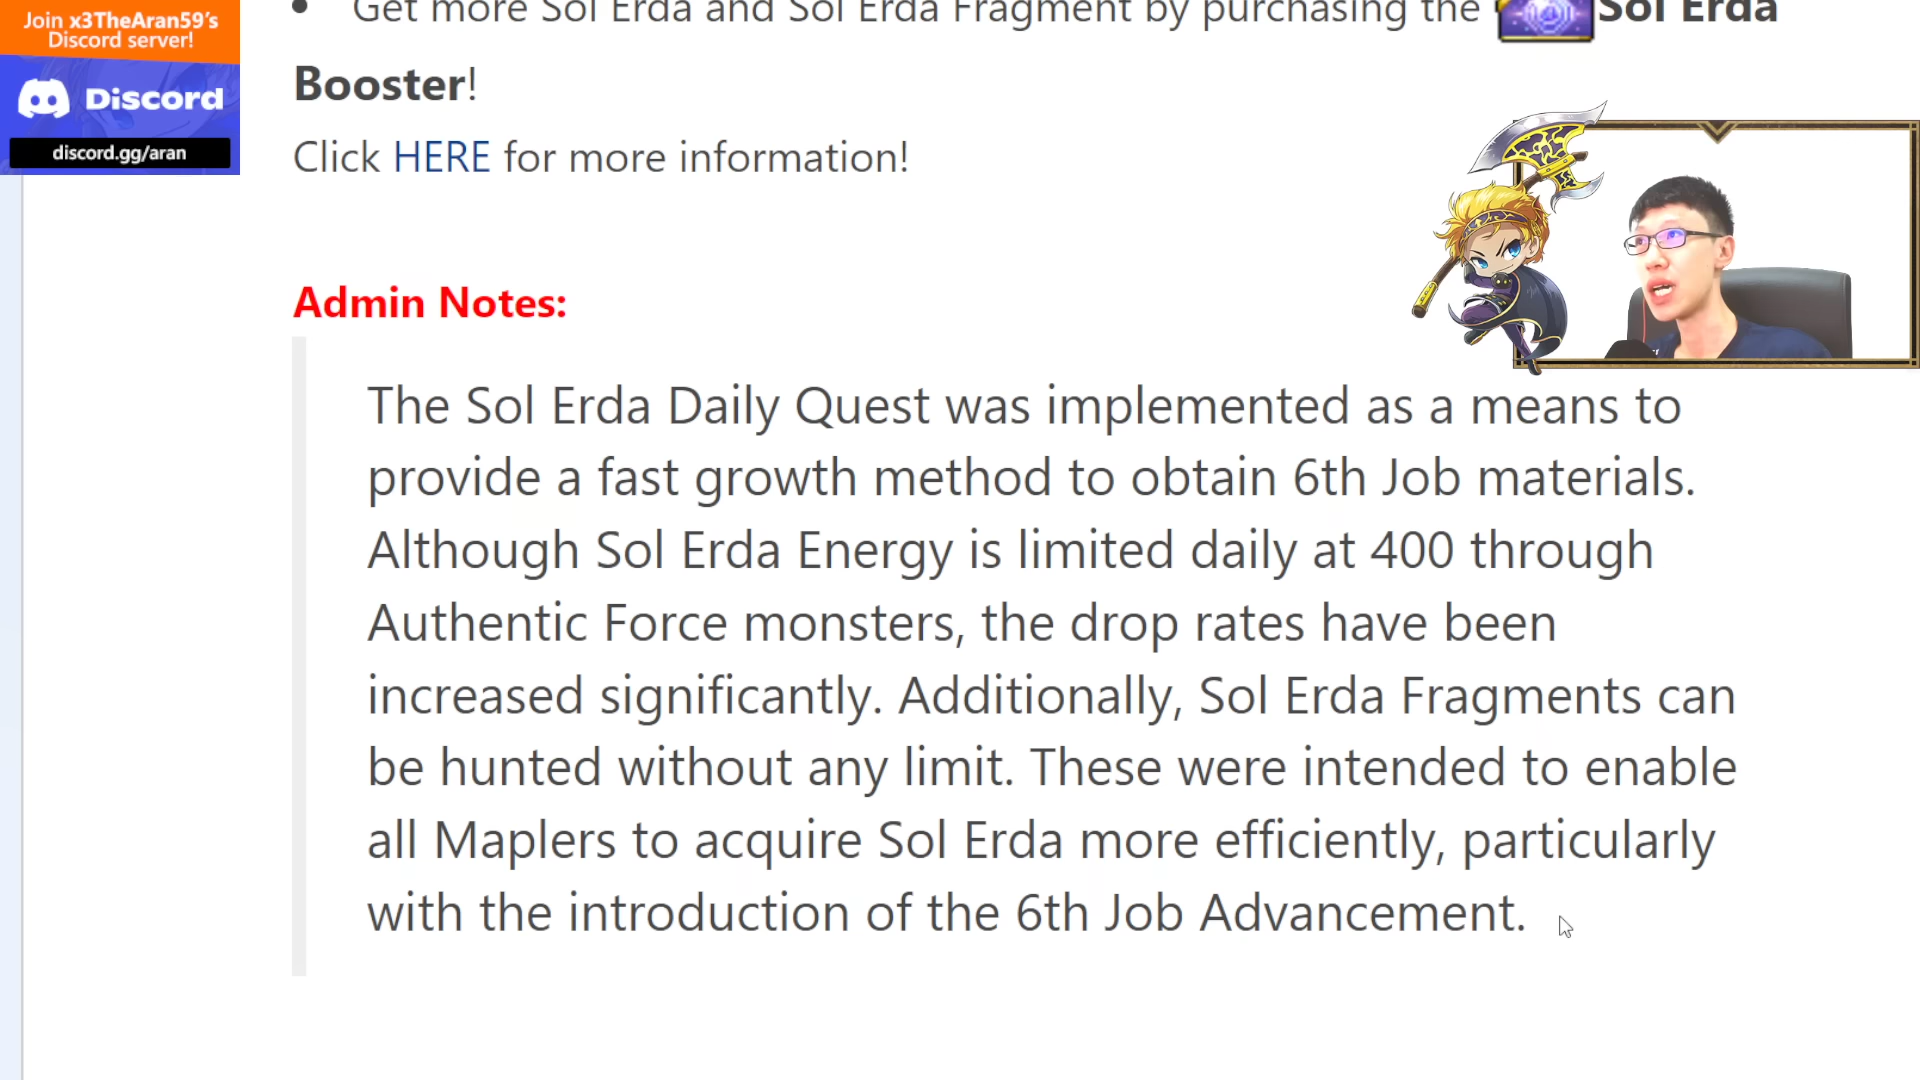 Join x3TheAran59's
Discord server!
Discord
discord.gg/aran
• Get more Sol Erda and Sol Erda Fragment by purchasing the Sol Erda
Booster!
Click HERE for more information!
Admin Notes:
The Sol Erda Daily Quest was implemented as a means to
provide a fast growth method to obtain 6th Job materials.
Although Sol Erda Energy is limited daily at 400 through
Authentic Force monsters, the drop rates have been
increased significantly. Additionally, Sol Erda Fragments can
be hunted without any limit. These were intended to enable
all Maplers to acquire Sol Erda more efficiently, particularly
with the introduction of the 6th Job Advancement.